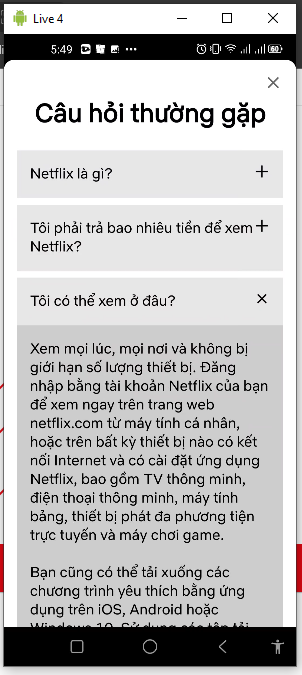 Live 4
5:49
60
Câu hỏi thường gặp
Netflix là gì?
Tôi phải trả bao nhiêu tiền để xem
Netflix?
Tôi có thể xem ở đâu?
Xem mọi lúc, mọi nơi và không bị
giới hạn số lượng thiết bị. Đăng
nhập bằng tài khoản Netflix của bạn
để xem ngay trên trang web
netflix.com từ máy tính cá nhân,
hoặc trên bất kỳ thiết bị nào có kết
nối Internet và có cài đặt ứng dụng
Netflix, bao gồm TV thông minh,
điện thoại thông minh, máy tính
bảng, thiết bị phát đa phương tiện
trực tuyến và máy chơi game.
Bạn cũng có thể tải xuống các
chương trình yêu thích bằng ứng
dụng trên iOS, Android hoặc
Windows 10. Sử dụng các tệp tải